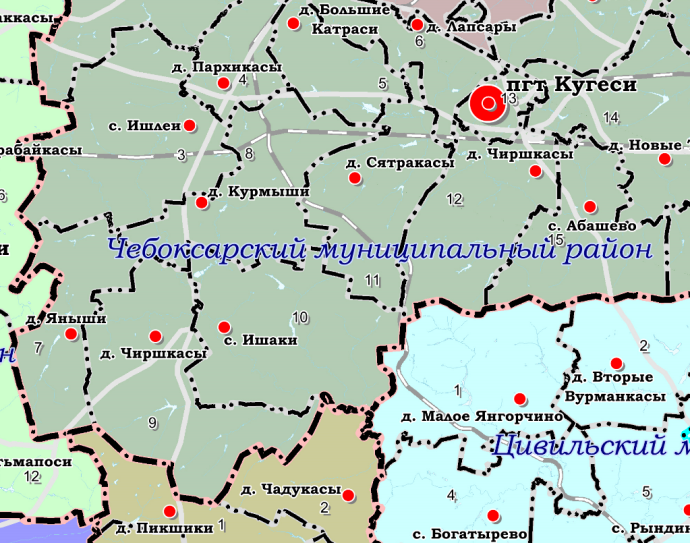 д. Большие
Катраси
6
д. Лапсары
д. Пархикасы
4
5
пгт Кугеси
13
14
с. Ишлеи
3
8
д. Сятракасы
д. Чиршкасы
д. Новые
д. Курмыши
12
с. Абашево
15
Чебоксарский муниципальный район
11
10
д. Яныши
7
д. Чиршкасы
с. Ишаки
2
д. Вторые
Вурманкасы
1
д. Малое Янгорчино
9
Цивильский м
12
д. Чадукасы
2
4
5
д. Пикшики
1
с. Богатырево
с. Рындин